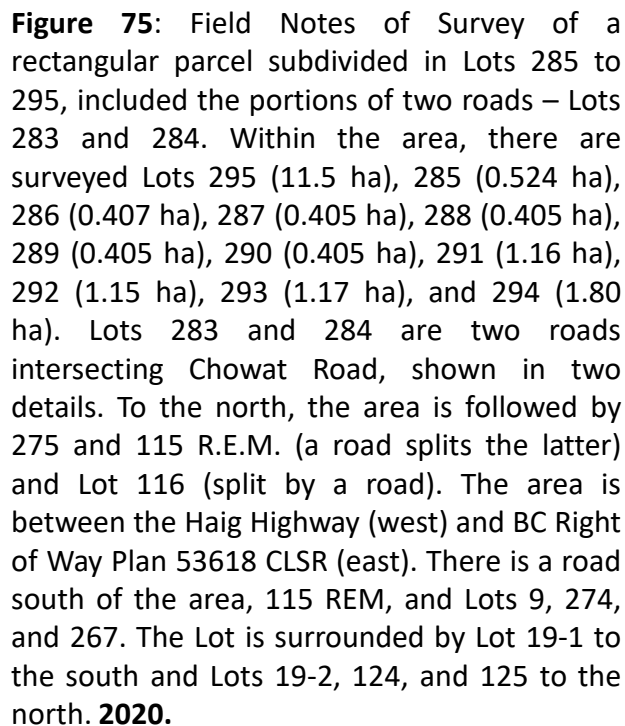 Figure 75: Field Notes of Survey of a
rectangular parcel subdivided in Lots 285 to
295, included the portions of two roads – Lots
283 and 284. Within the area, there are
surveyed Lots 295 (11.5 ha), 285 (0.524 ha),
286 (0.407 ha), 287 (0.405 ha), 288 (0.405 ha),
289 (0.405 ha), 290 (0.405 ha), 291 (1.16 ha),
292 (1.15 ha), 293 (1.17 ha), and 294 (1.80
ha). Lots 283 and 284 are two roads
intersecting Chowat Road, shown in two
details. To the north, the area is followed by
275 and 115 R.E.M. (a road splits the latter)
and Lot 116 (split by a road). The area is
between the Haig Highway (west) and BC Right
of Way Plan 53618 CLSR (east). There is a road
south of the area, 115 REM, and Lots 9, 274,
and 267. The Lot is surrounded by Lot 19-1 to
the south and Lots 19-2, 124, and 125 to the
north. 2020.